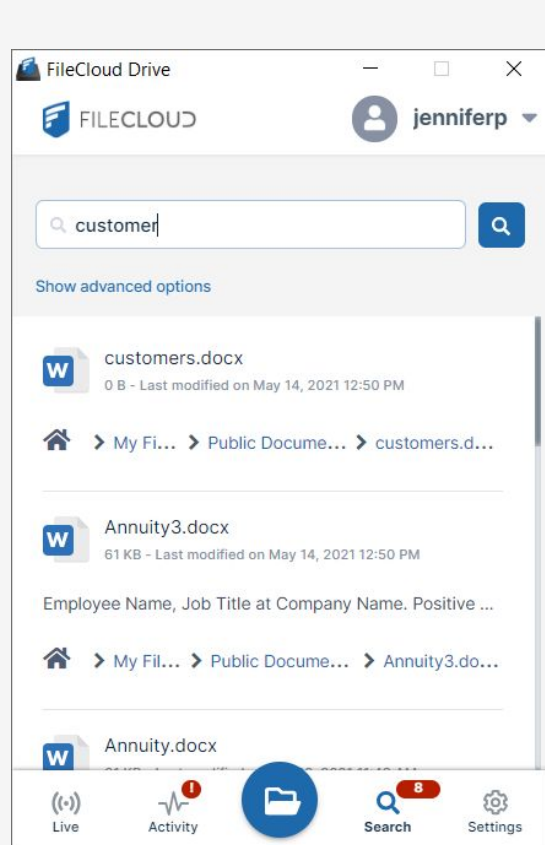 FileCloud Drive
FILECLOUD
jenniferp
customer
Show advanced options
W
customers.docx
0 B - Last modified on May 14, 2021 12:50 PM
My Fi... Public Docume... customers.d...
W
Annuity3.docx
61 KB - Last modified on May 14, 2021 12:50 PM
Employee Name, Job Title at Company Name. Positive ...
My Fil... Public Docume... Annuity3.do...
W
Annuity.docx
!
8
Live
Activity
Search
Settings